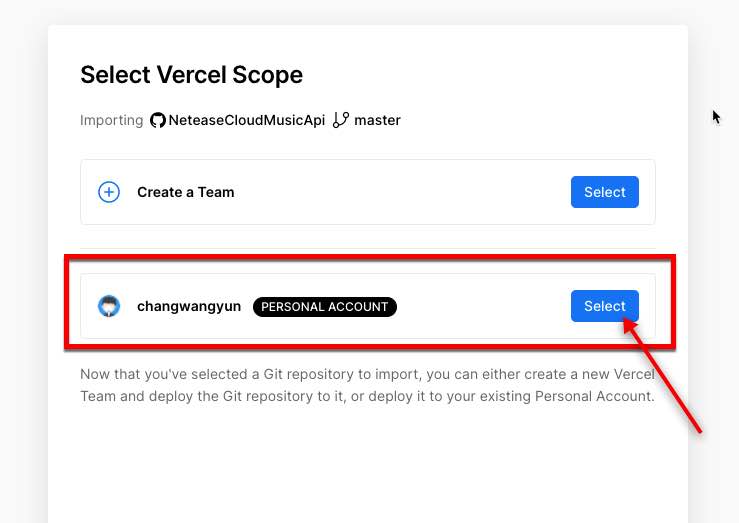 Select Vercel Scope
Importing NeteaseCloudMusicApi master
Create a Team Select
changwangyun PERSONAL ACCOUNT Select
Now that you've selected a Git repository to import, you can either create a new Vercel
Team and deploy the Git repository to it, or deploy it to your existing Personal Account.